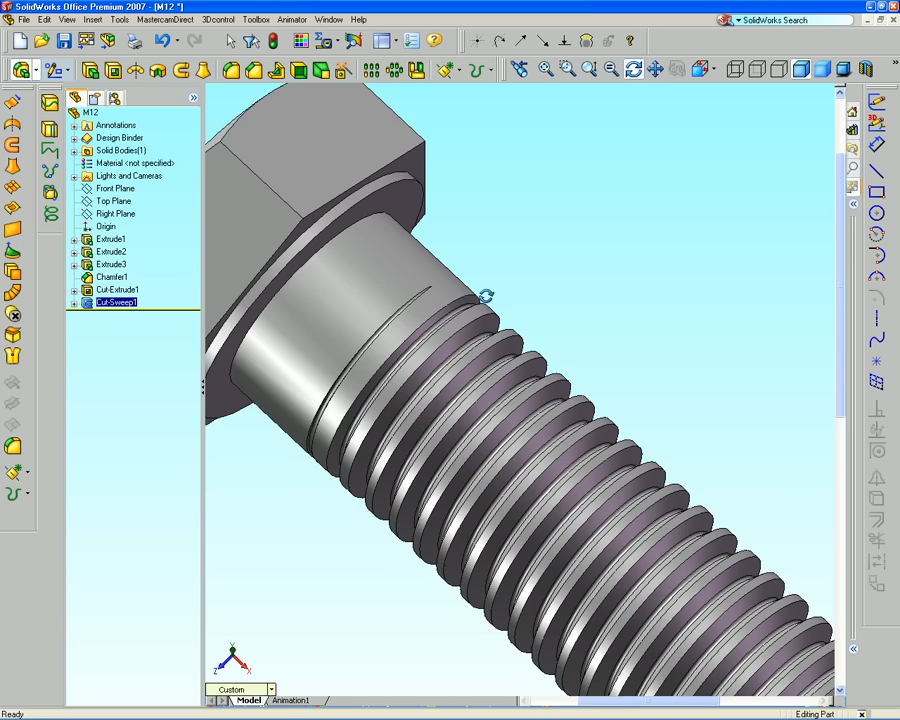 SolidWorks Office Premium 2007 - [M12 *]
File Edit View Insert Tools MastercamDirect 3Dcontrol Toolbox Animator Window Help
SolidWorks Search
M12
Annotations
Design Binder
Solid Bodies(1)
Material <not specified>
Lights and Cameras
Front Plane
Top Plane
Right Plane
Origin
Extrude1
Extrude2
Extrude3
Chamfer1
Cut-Extrude1
Cut-Sweep1
3D
Y
Z X
Custom
Model Animation1
Ready Editing Part